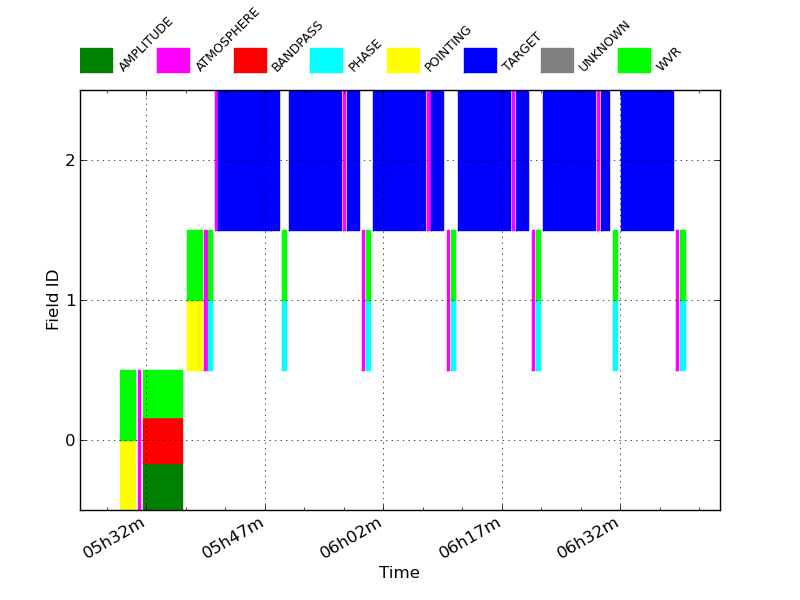 AMPLITUDE
ATMOSPHERE
BANDPASS
PHASE
POINTING
TARGET
UNKNOWN
WVR
2
1
0
Field ID
05h32m
05h47m
06h02m
06h17m
06h32m
Time